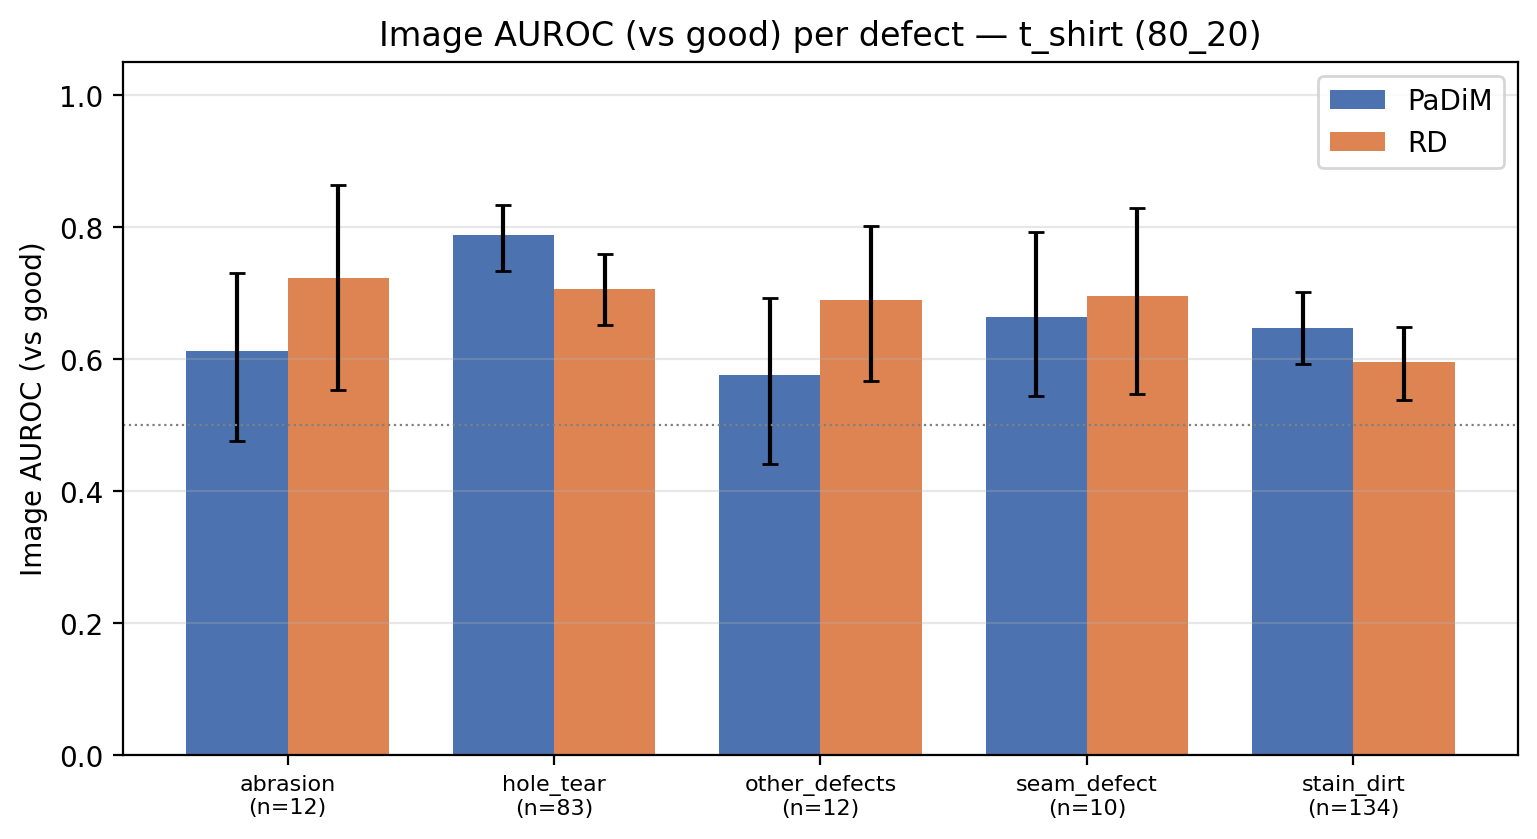 Image AUROC (vs good) per defect — t_shirt (80_20)
PaDiM
RD
Image AUROC (vs good)
1.0
0.8
0.6
0.4
0.2
0.0
abrasion
(n=12)
hole_tear
(n=83)
other_defects
(n=12)
seam_defect
(n=10)
stain_dirt
(n=134)